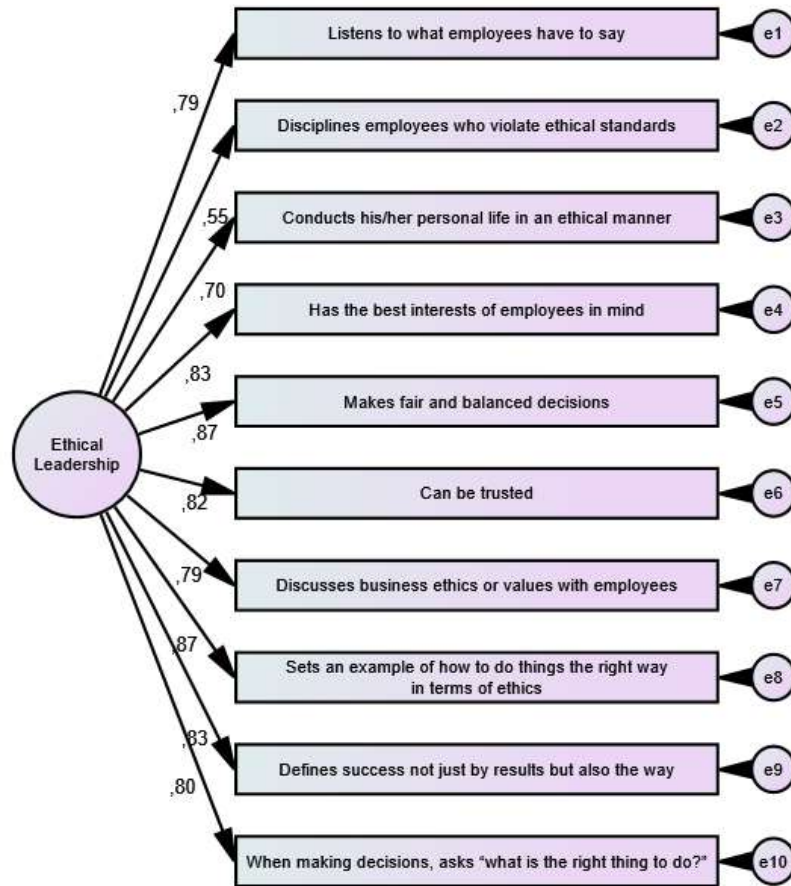 Listens to what employees have to say
e1
,79
Disciplines employees who violate ethical standards
e2
,55
Conducts his/her personal life in an ethical manner
e3
,70
Has the best interests of employees in mind
e4
,83
Makes fair and balanced decisions
e5
,87
Ethical
Leadership
Can be trusted
e6
,82
Discusses business ethics or values with employees
e7
,79
Sets an example of how to do things the right way
in terms of ethics
e8
,87
Defines success not just by results but also the way
e9
,83
,80
When making decisions, asks “what is the right thing to do?”
e10